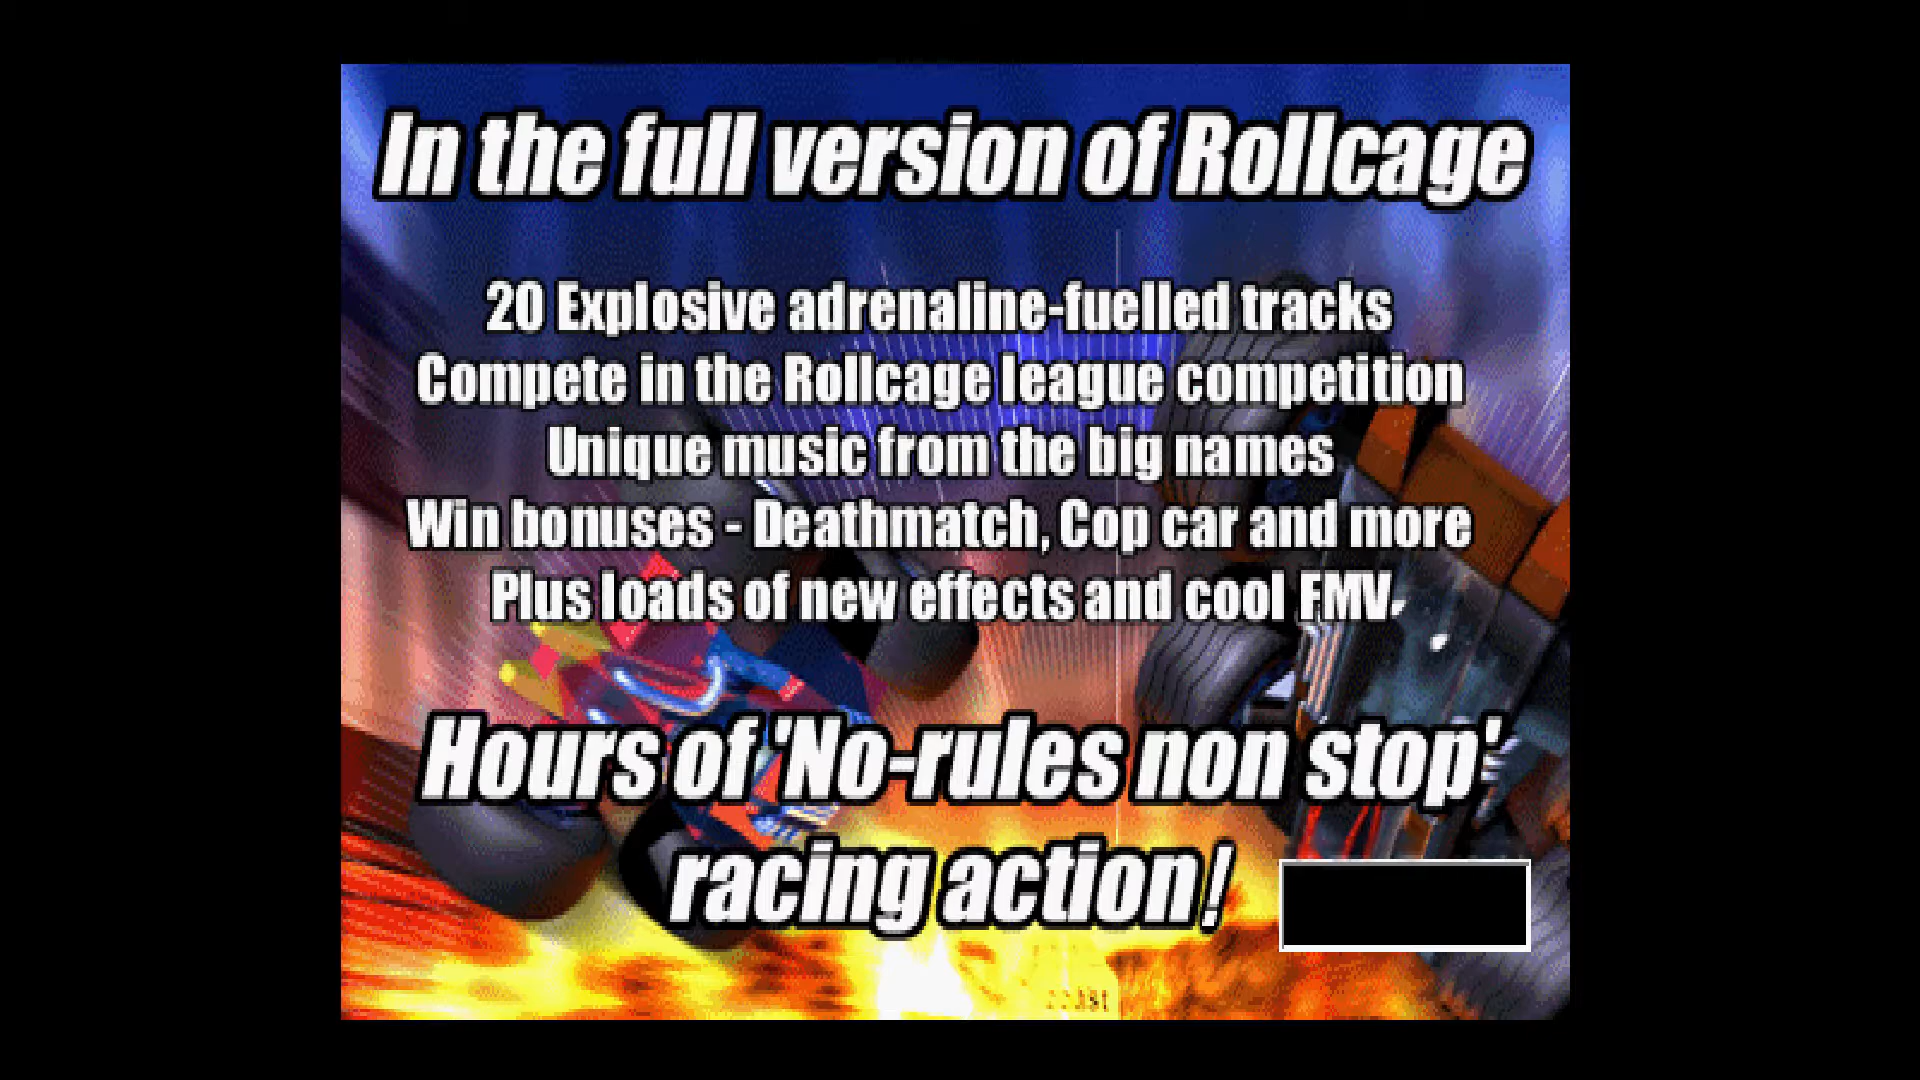 In the full version of Rollcage
20 Explosive adrenaline-fuelled tracks
Compete in the Rollcage league competition
Unique music from the big names
Win bonuses - Deathmatch, Cop car and more
Plus loads of new effects and cool FMV.
Hours of 'No-rules non stop'
racing action!